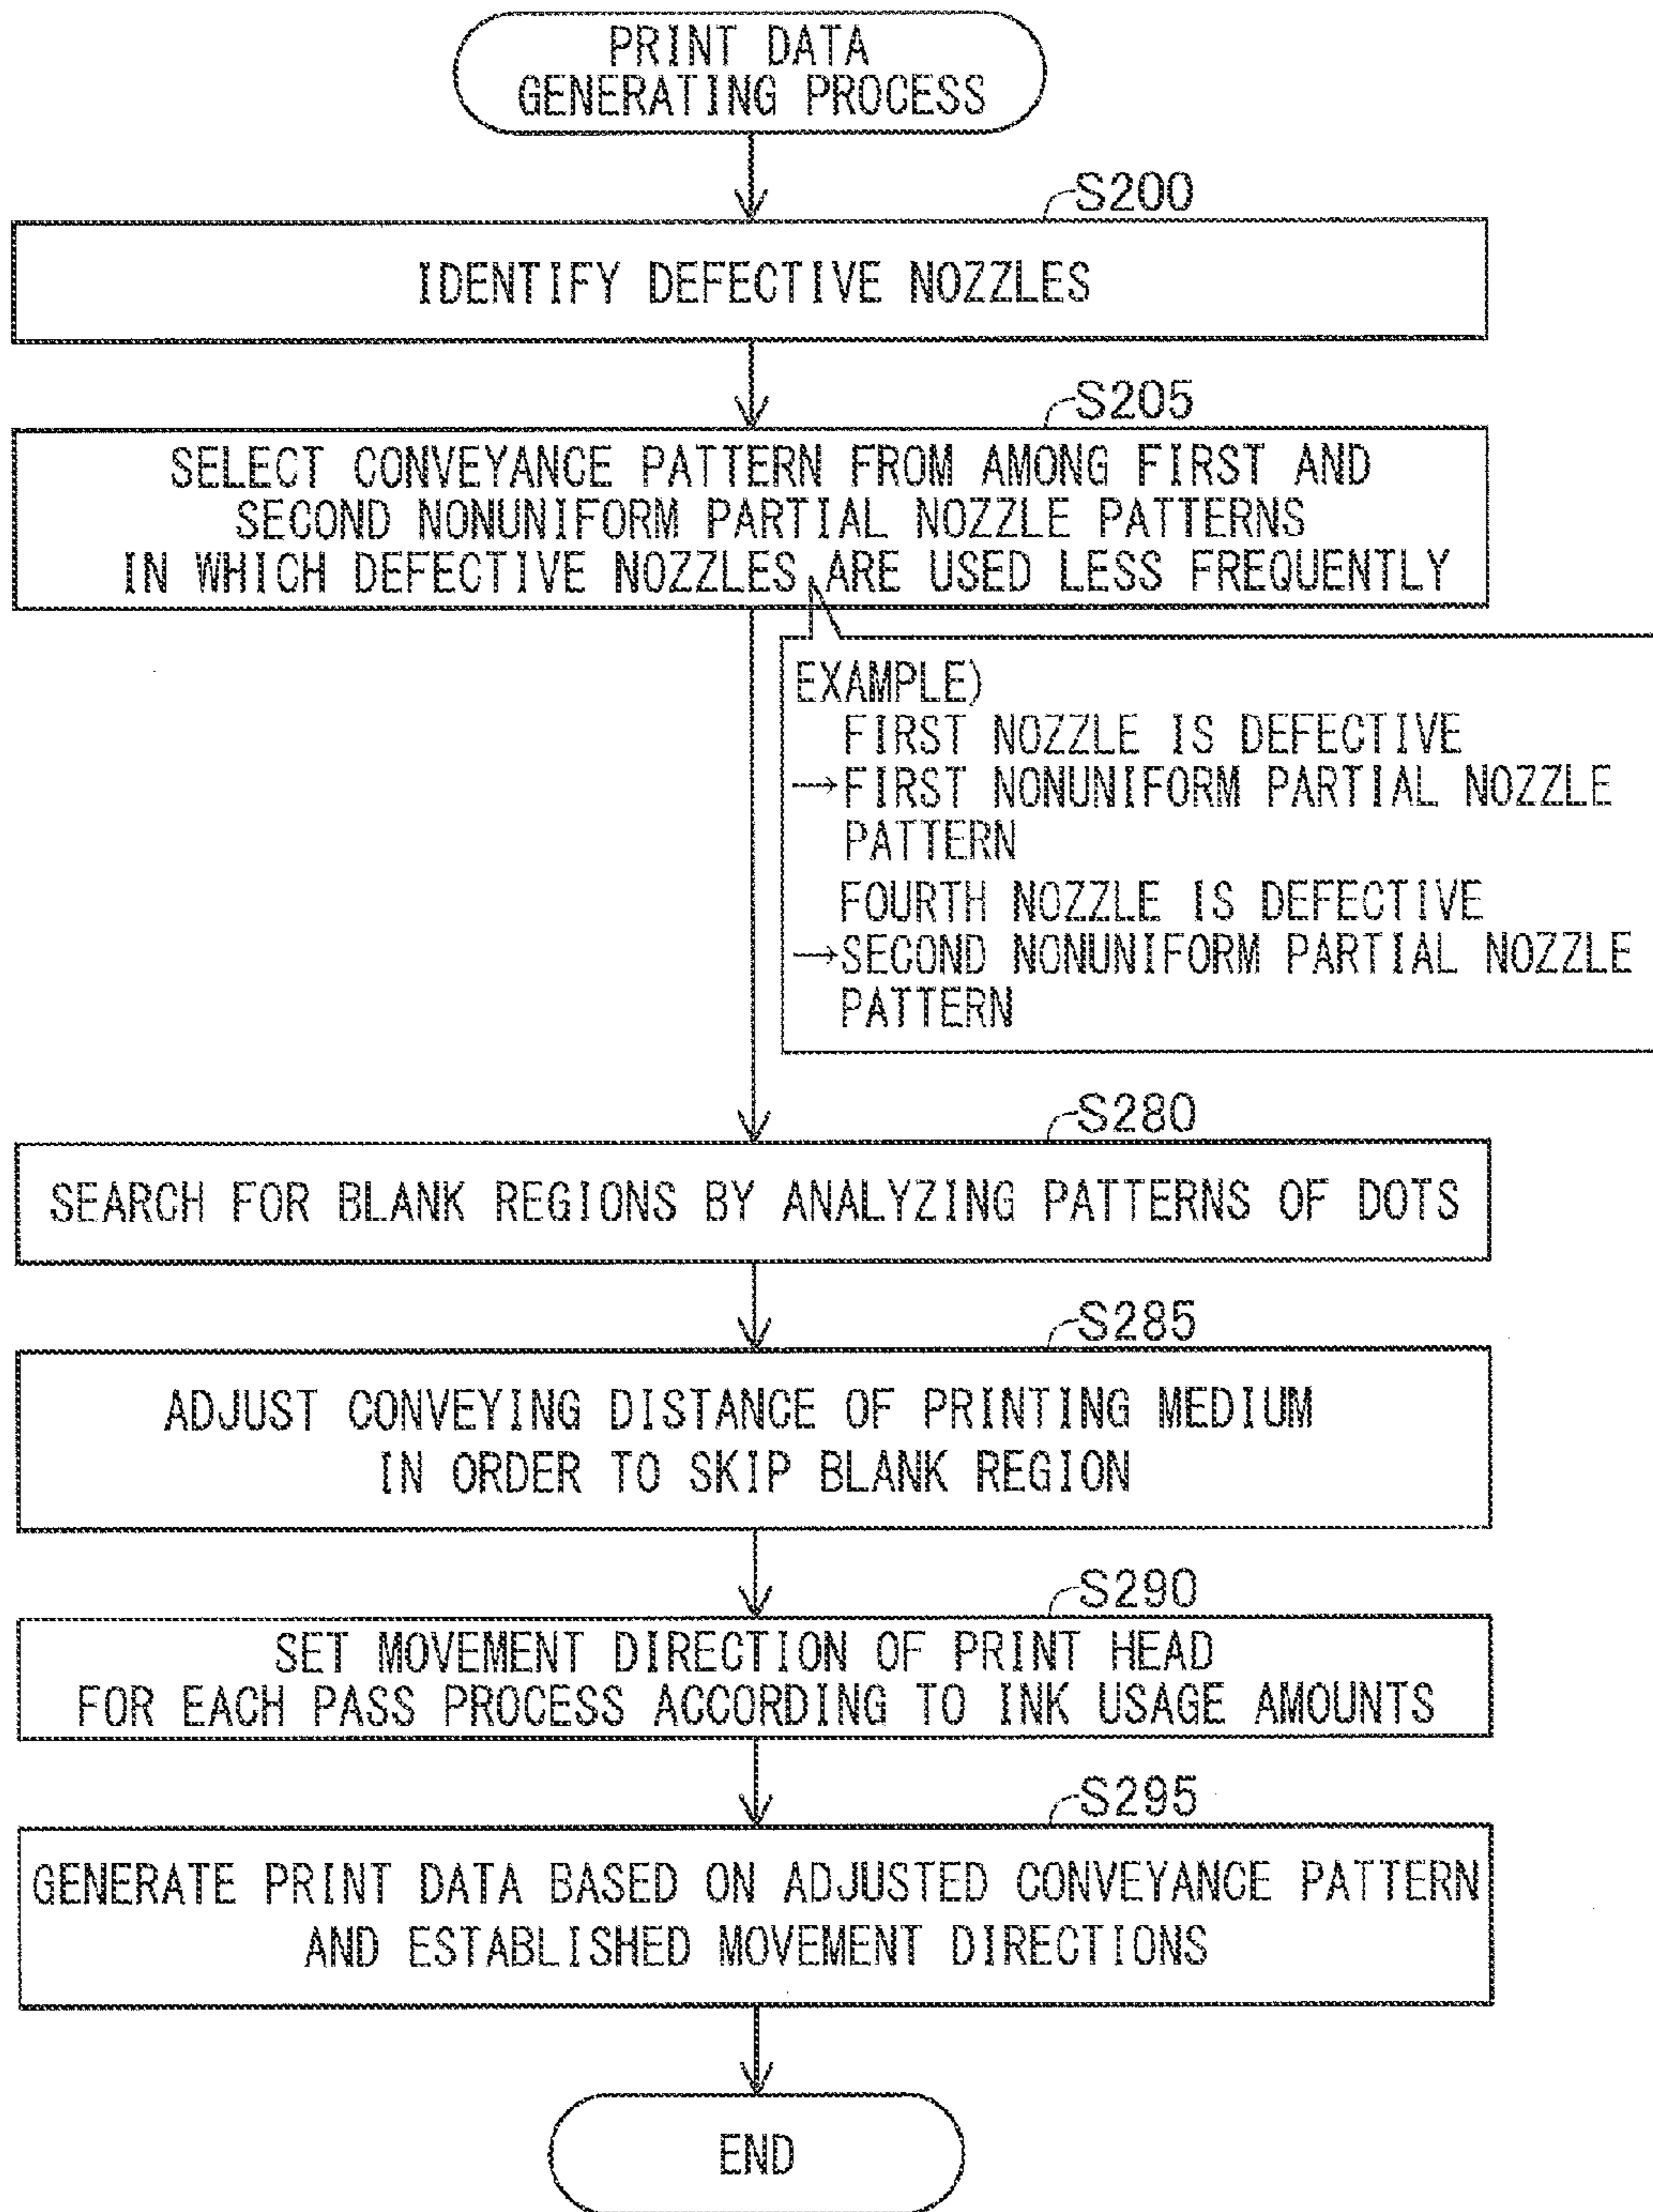 PRINT DATA
GENERATING PROCESS
S200
IDENTIFY DEFECTIVE NOZZLES
S205
SELECT CONVEYANCE PATTERN FROM AMONG FIRST AND
SECOND NONUNIFORM PARTIAL NOZZLE PATTERNS
IN WHICH DEFECTIVE NOZZLES ARE USED LESS FREQUENTLY
EXAMPLE)
FIRST NOZZLE IS DEFECTIVE
→FIRST NONUNIFORM PARTIAL NOZZLE
PATTERN
FOURTH NOZZLE IS DEFECTIVE
→SECOND NONUNIFORM PARTIAL NOZZLE
PATTERN
S280
SEARCH FOR BLANK REGIONS BY ANALYZING PATTERNS OF DOTS
S285
ADJUST CONVEYING DISTANCE OF PRINTING MEDIUM
IN ORDER TO SKIP BLANK REGION
S290
SET MOVEMENT DIRECTION OF PRINT HEAD
FOR EACH PASS PROCESS ACCORDING TO INK USAGE AMOUNTS
S295
GENERATE PRINT DATA BASED ON ADJUSTED CONVEYANCE PATTERN
AND ESTABLISHED MOVEMENT DIRECTIONS
END